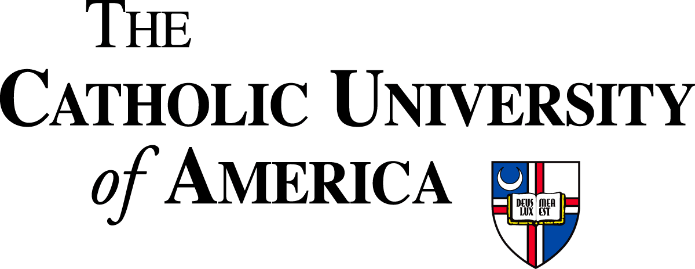 THE
CATHOLIC UNIVERSITY
of AMERICA
DEUS MEA
LUX EST